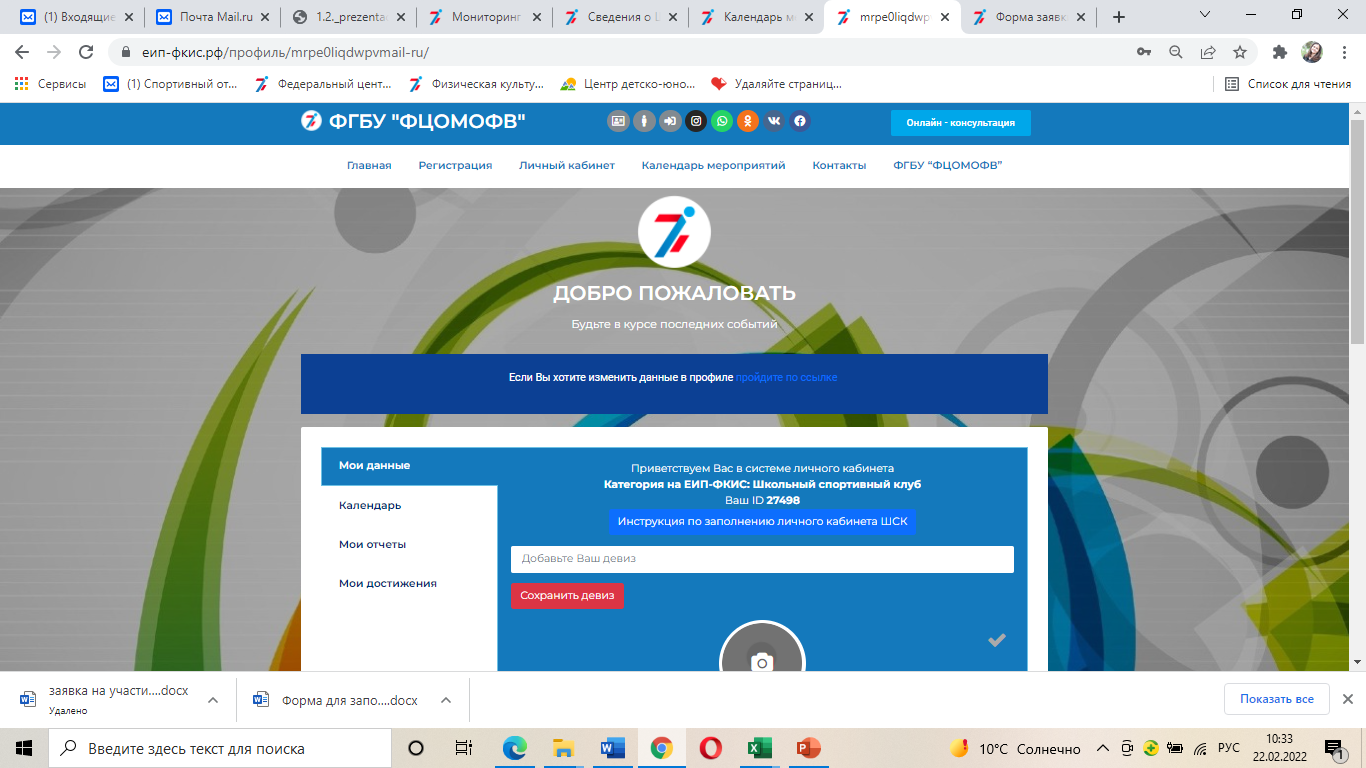 (1) Входящие
Почта Mail.ru
1.2._prezenta
Мониторинг
Сведения о Ц
Календарь м
mrpe0liqdwpv
Форма заявк
еип-фкис.рф/профиль/mrpe0liqdwpvmail-ru/
Сервисы
(1) Спортивный от...
Федеральный цент...
Физическая культу...
Центр детско-юно...
Удаляйте страниц...
Список для чтения
ФГБУ "ФЦОМОФВ"
Онлайн - консультация
Главная
Регистрация
Личный кабинет
Календарь мероприятий
Контакты
ФГБУ “ФЦОМОФВ”
ДОБРО ПОЖАЛОВАТЬ
Будьте в курсе последних событий
Если Вы хотите изменить данные в профиле пройдите по ссылке
Мои данные
Календарь
Мои отчеты
Мои достижения
Приветствуем Вас в системе личного кабинета
Категория на ЕИП-ФКИС: Школьный спортивный клуб
Ваш ID 27498
Инструкция по заполнению личного кабинета ШСК
Добавьте Ваш девиз
Сохранить девиз
заявка на участи....docx
Удалено
Форма для запо....docx
Показать все
Введите здесь текст для поиска
10°C Солнечно
РУС
10:33
22.02.2022
1